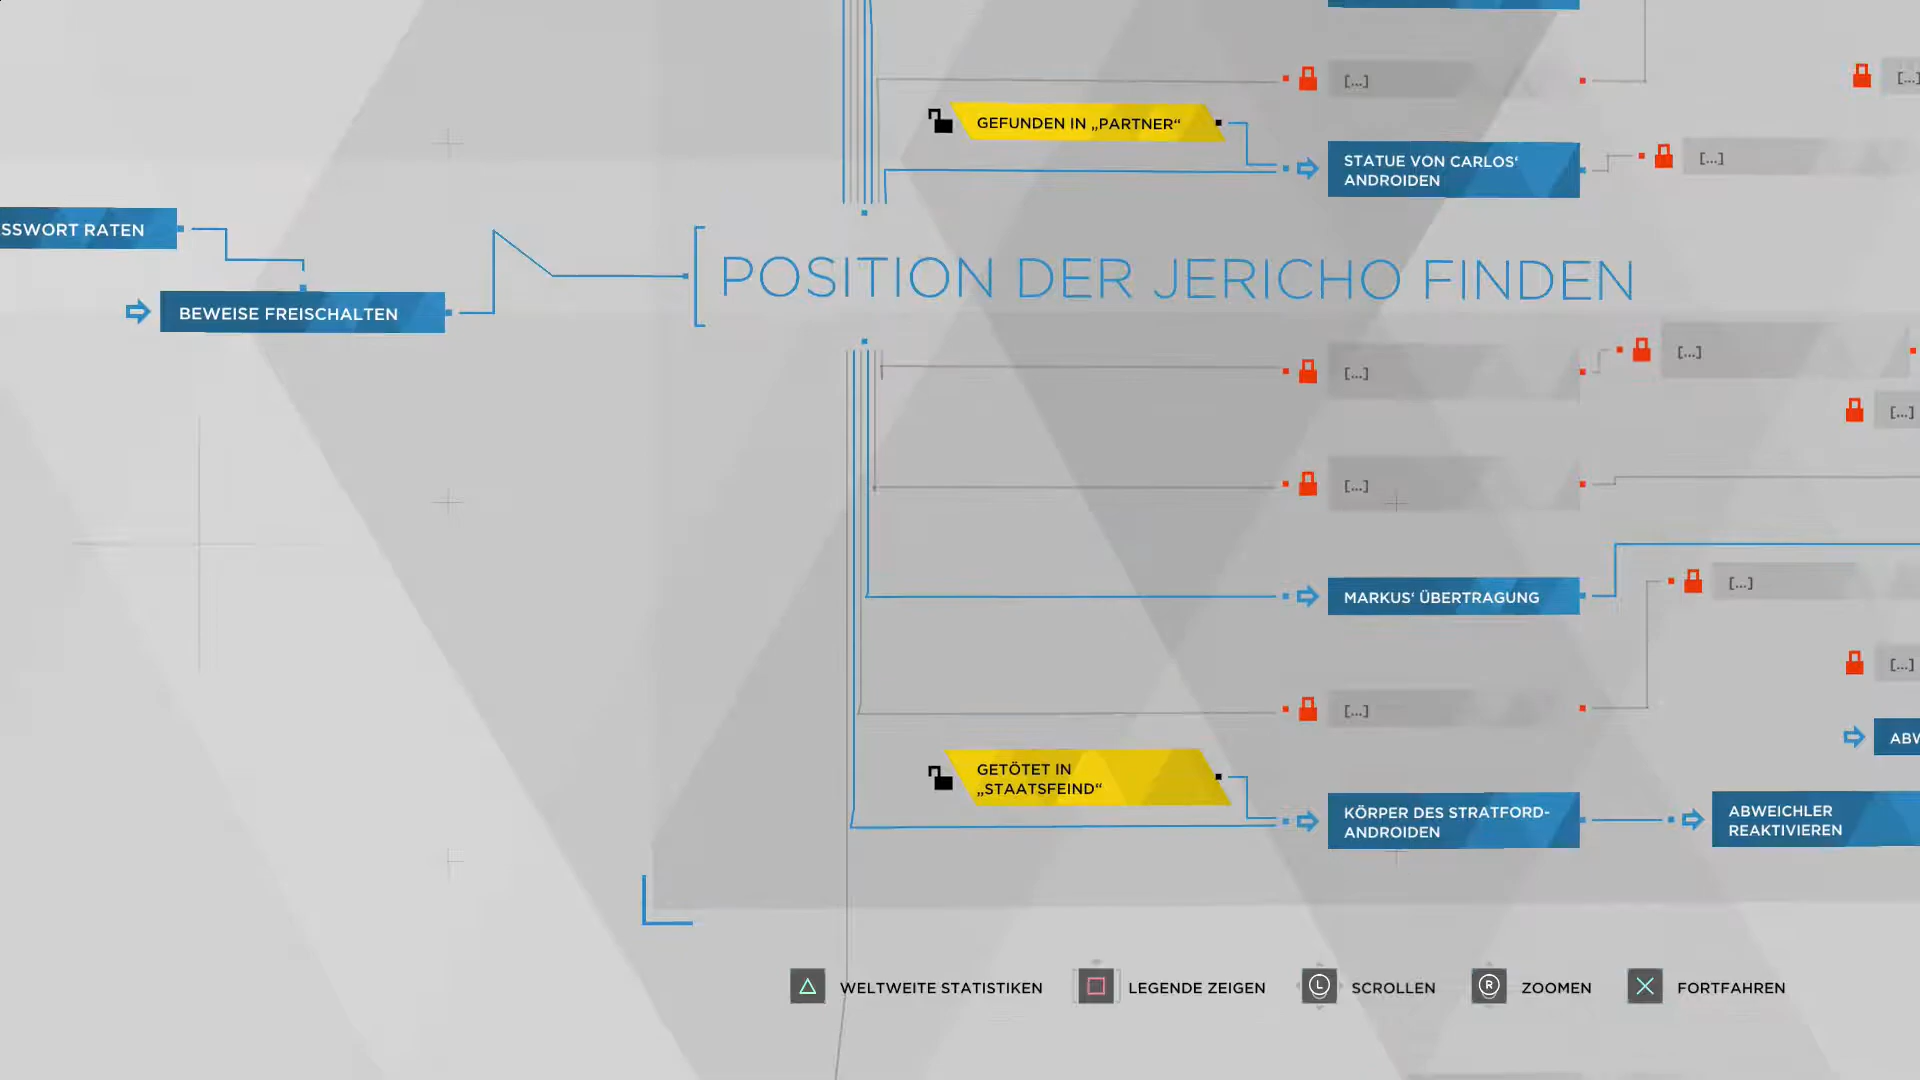 [...]
[...]
GEFUNDEN IN „PARTNER“
STATUE VON CARLOS‘
ANDROIDEN
[...]
SSWORT RATEN
BEWEISE FREISCHALTEN
POSITION DER JERICHO FINDEN
[...]
[...]
[...]
[...]
MARKUS‘ ÜBERTRAGUNG
[...]
[...]
[...]
ABW
GETÖTET IN
„STAATSFEIND“
KÖRPER DES STRATFORD-
ANDROIDEN
ABWEICHLER
REAKTIVIEREN
WELTWEITE STATISTIKEN
LEGENDE ZEIGEN
L SCROLLEN
R ZOOMEN
FORTFAHREN